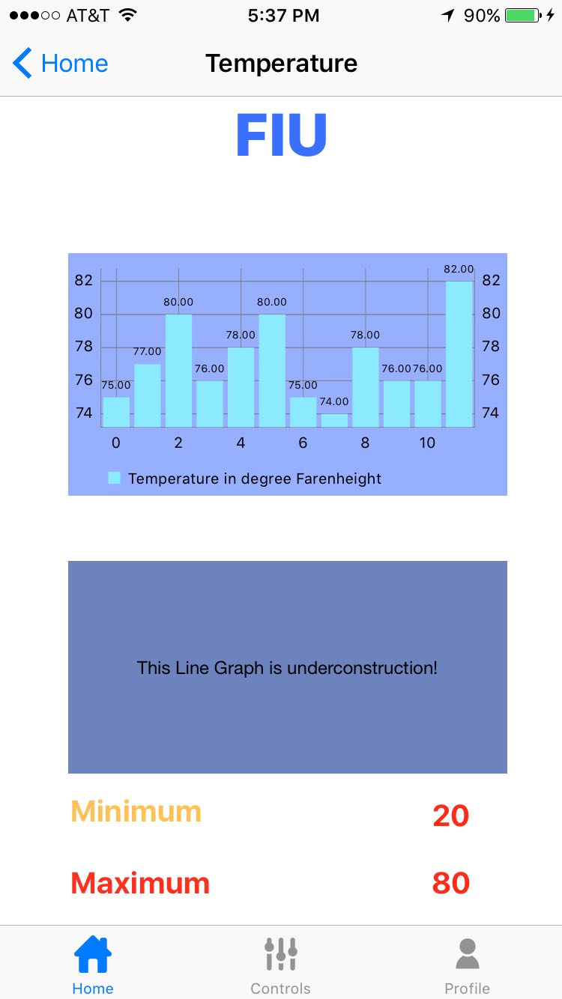 AT&T 5:37 PM 90%
Home Temperature
FIU
82.00
82 82
80.00 80.00
80 80
78.00 78.00
77.00
78 78
76.00 76.00 76.00
75.00 75.00
76 76
74.00
74 74
0 2 4 6 8 10
Temperature in degree Farenheight
This Line Graph is underconstruction!
Minimum 20
Maximum 80
Home Controls Profile